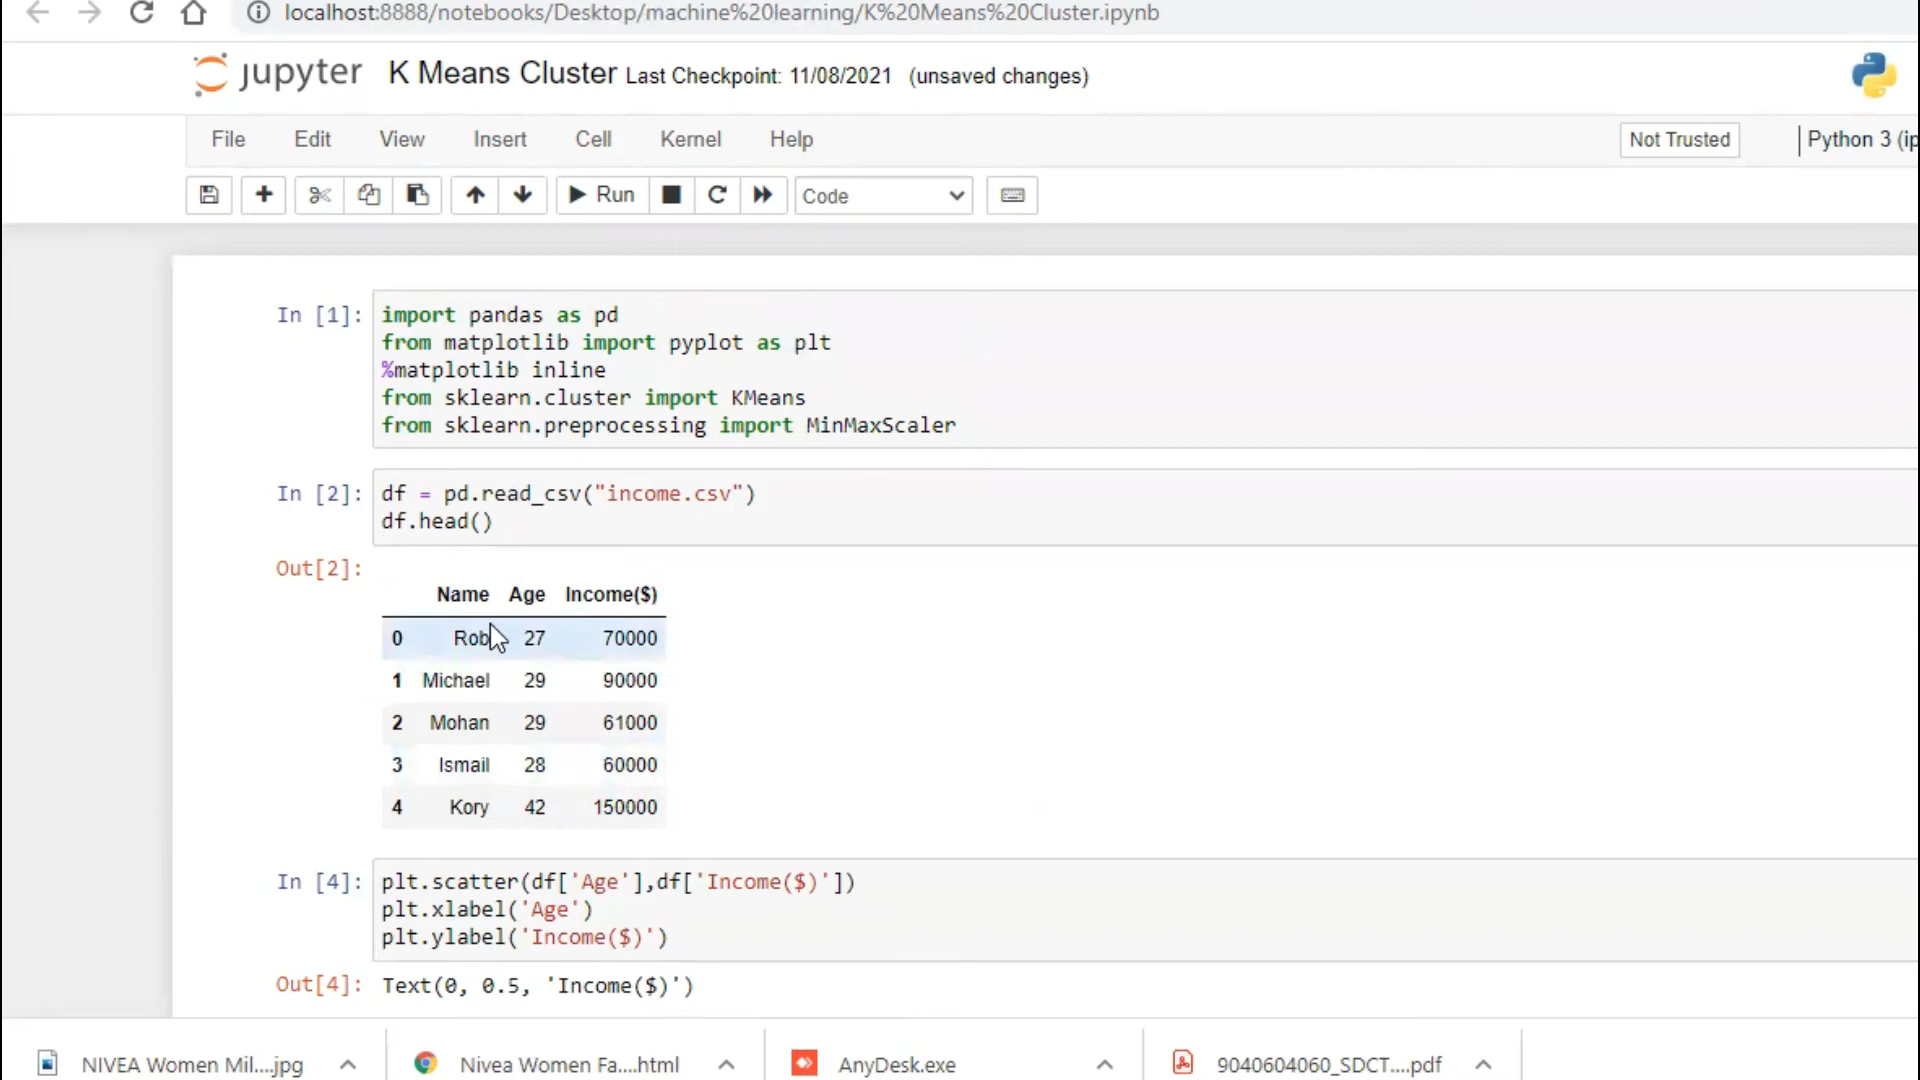 localhost:8888/notebooks/Desktop/machine%20learning/K%20Means%20Cluster.ipynb
jupyter K Means Cluster Last Checkpoint: 11/08/2021 (unsaved changes)
File Edit View Insert Cell Kernel Help Not Trusted Python 3 (ip
Run Code
In [1]: import pandas as pd
from matplotlib import pyplot as plt
%matplotlib inline
from sklearn.cluster import KMeans
from sklearn.preprocessing import MinMaxScaler
In [2]: df = pd.read_csv("income.csv")
df.head()
Out[2]:
Name Age Income($)
0 Rob 27 70000
1 Michael 29 90000
2 Mohan 29 61000
3 Ismail 28 60000
4 Kory 42 150000
In [4]: plt.scatter(df['Age'],df['Income($)'])
plt.xlabel('Age')
plt.ylabel('Income($)')
Out[4]: Text(0, 0.5, 'Income($)')
NIVEA Women Mil....jpg Nivea Women Fa....html AnyDesk.exe 9040604060_SDCT....pdf